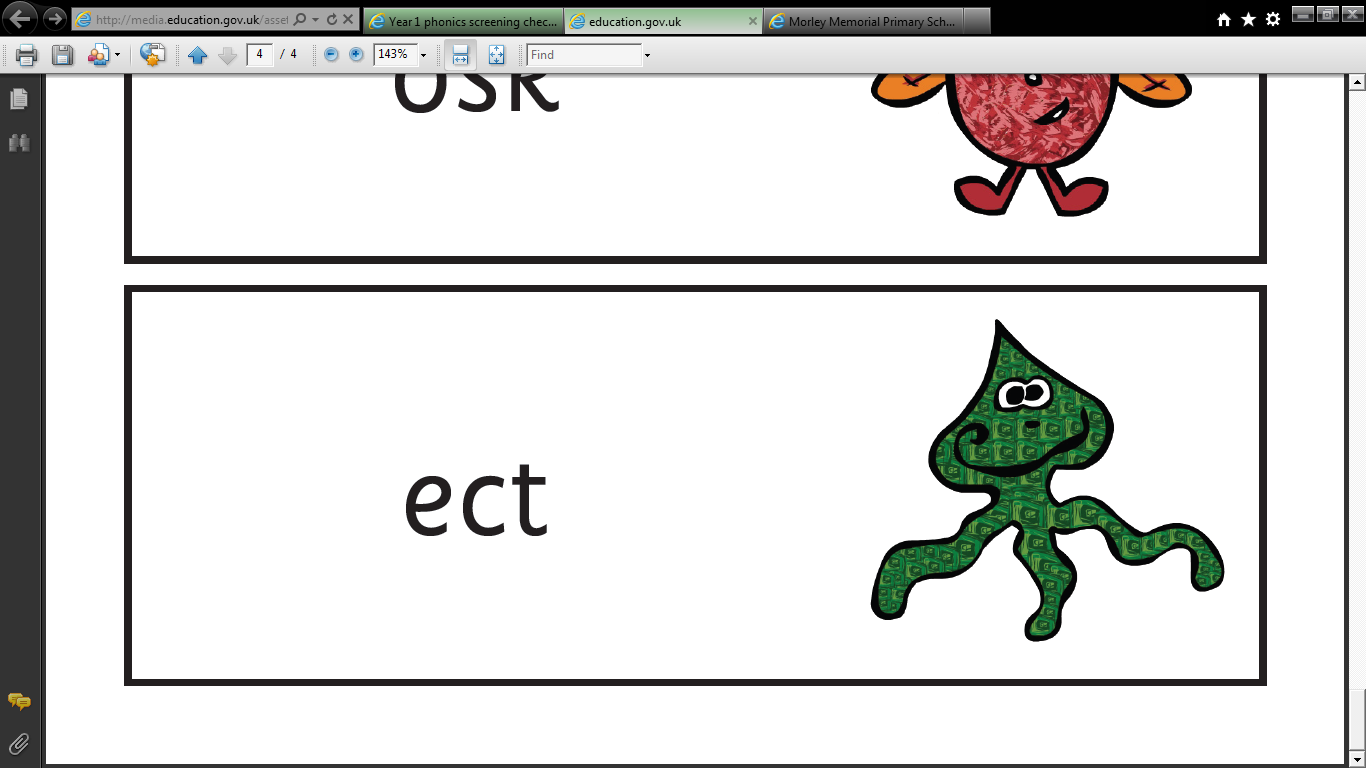 http://media.education.gov.uk/asset
Year 1 phonics screening chec...
education.gov.uk
Morley Memorial Primary Sch...
4 / 4
143%
Find
osk
ect